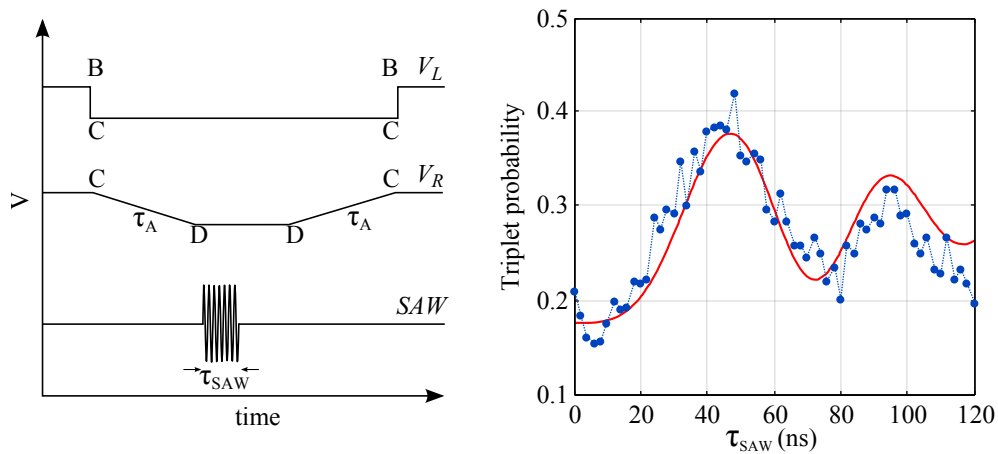 B B V_L
C C
C C V_R
V
τ_A τ_A
D D
SAW
τ_SAW
time
0.5
0.4
0.3
0.2
0.1
Triplet probability
0 20 40 60 80 100 120
τ_SAW (ns)